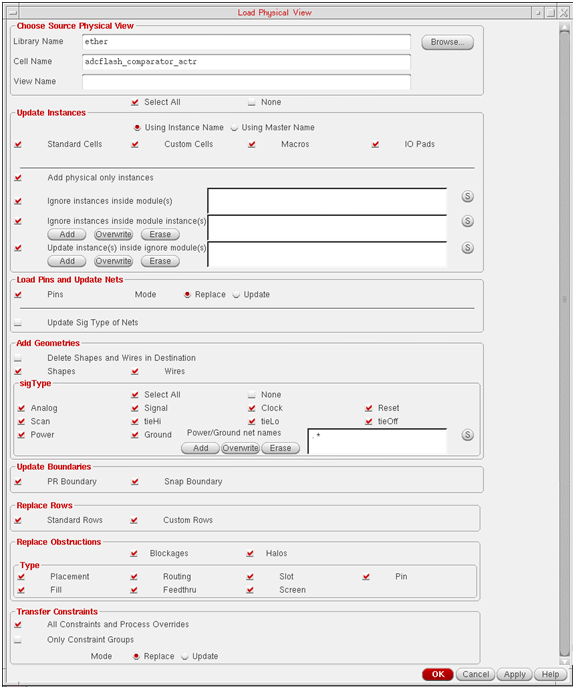 Load Physical View
Choose Source Physical View
Library Name ether Browse...
Cell Name adcflash_comparator_actr
View Name
Select All None
Update Instances
Using Instance Name Using Master Name
Standard Cells Custom Cells Macros IO Pads
Add physical only instances
Ignore instances inside module(s) S
Ignore instances inside module instance(s) S
Add Overwrite Erase
Update instance(s) inside ignore module(s) S
Add Overwrite Erase
Load Pins and Update Nets
Pins Mode Replace Update
Update Sig Type of Nets
Add Geometries
Delete Shapes and Wires in Destination
Shapes Wires
sigType
Select All None
Analog Signal Clock Reset
Scan tieHi tieLo tieOff
Power Ground Power/Ground net names .* S
Add Overwrite Erase
Update Boundaries
PR Boundary Snap Boundary
Replace Rows
Standard Rows Custom Rows
Replace Obstructions
Blockages Halos
Type
Placement Routing Slot Pin
Fill Feedthru Screen
Transfer Constraints
All Constraints and Process Overrides
Only Constraint Groups
Mode Replace Update
OK Cancel Apply Help